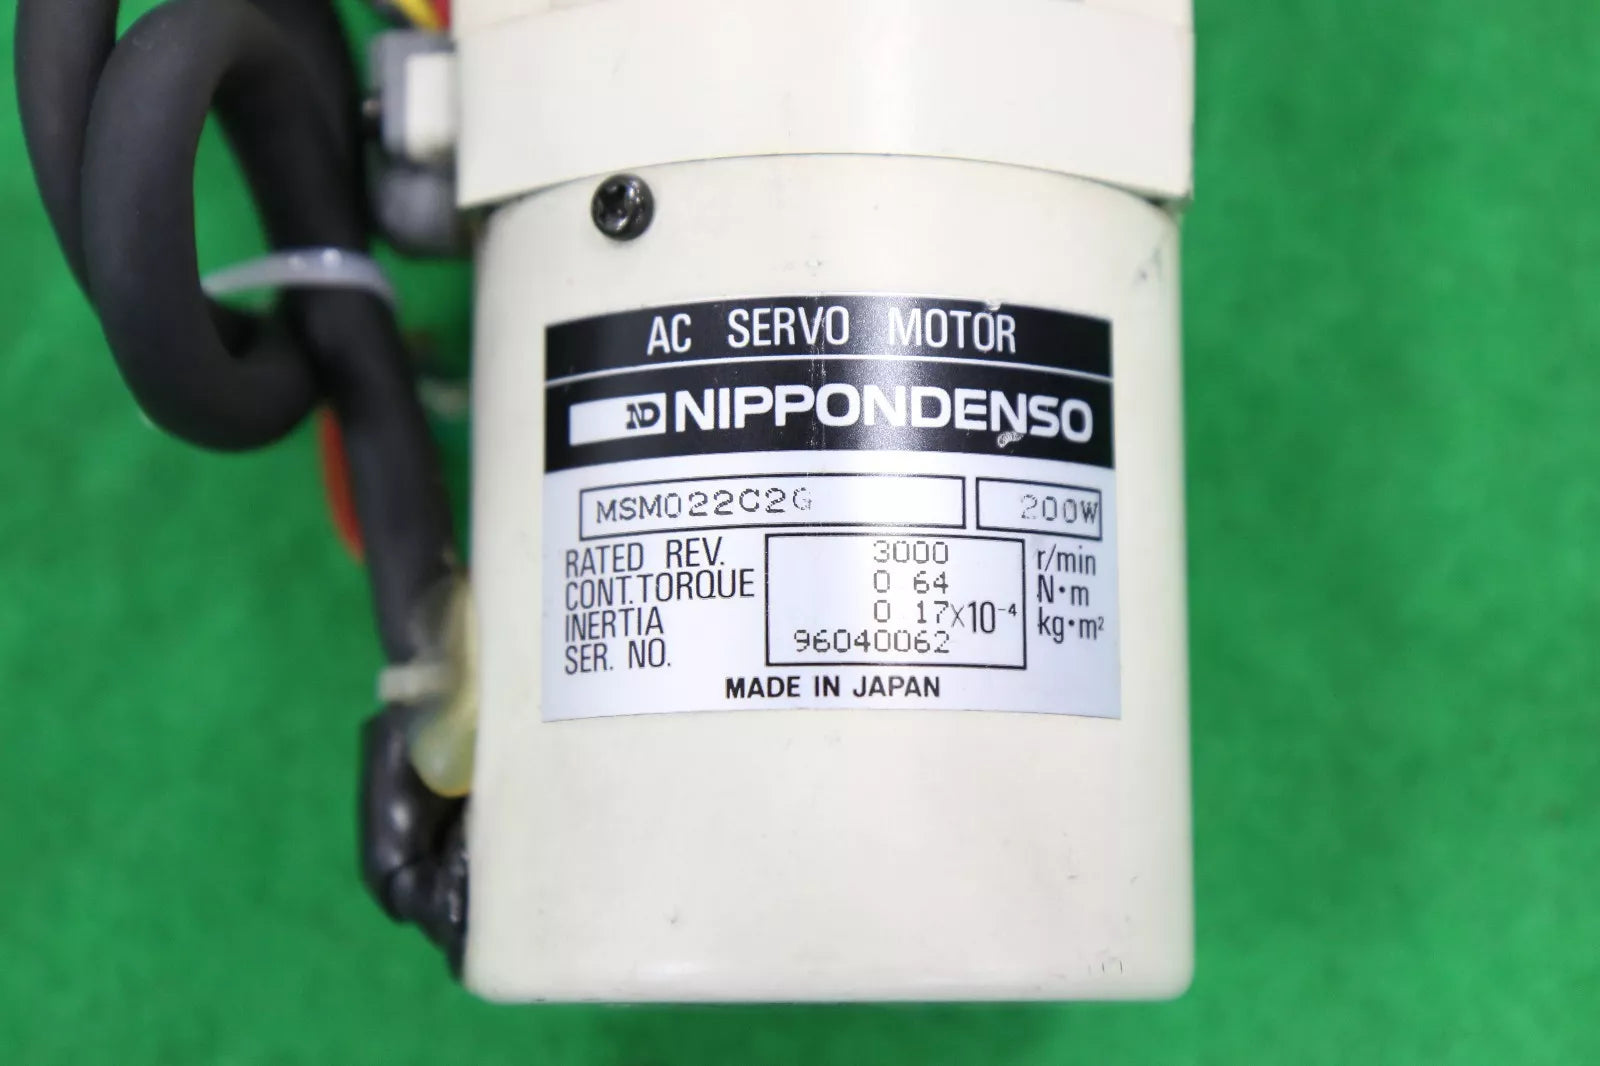 AC SERVO MOTOR
ND NIPPONDENSO
MSM022C2G 200W
RATED REV. 3000 r/min
CONT. TORQUE 0 64 N·m
INERTIA 0 17×10⁻⁴ kg·m²
SER. NO. 96040062
MADE IN JAPAN